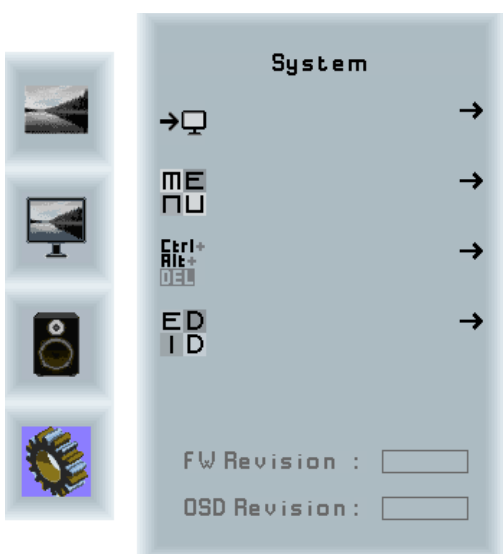 System
ME
NU
Ctrl+
Alt+
DEL
ED
ID
FW Revision :
OSD Revision :